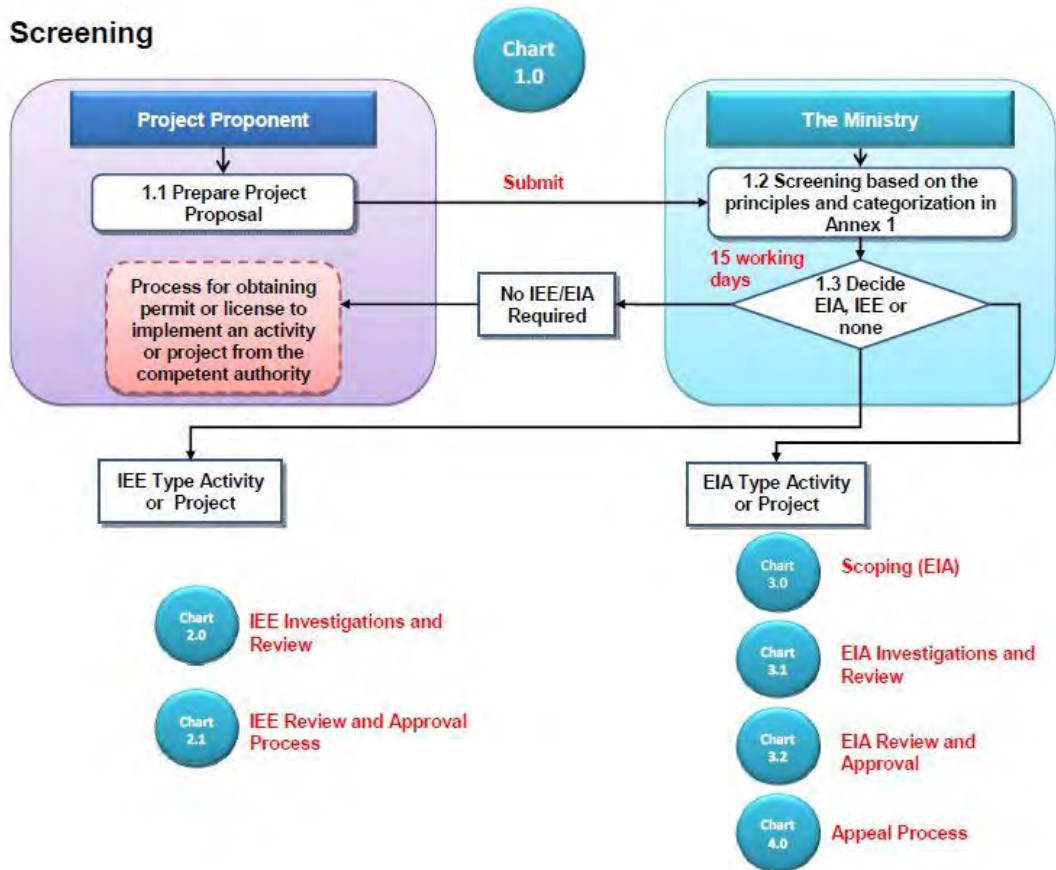 Screening
Chart
1.0
Project Proponent
The Ministry
1.1 Prepare Project
Proposal
Submit
1.2 Screening based on the
principles and categorization in
Annex 1
15 working
days
1.3 Decide
EIA, IEE or
none
No IEE/EIA
Required
Process for obtaining
permit or license to
implement an activity
or project from the
competent authority
IEE Type Activity
or Project
EIA Type Activity
or Project
Chart
2.0
IEE Investigations and
Review
Chart
2.1
IEE Review and Approval
Process
Chart
3.0
Scoping (EIA)
Chart
3.1
EIA Investigations and
Review
Chart
3.2
EIA Review and
Approval
Chart
4.0
Appeal Process